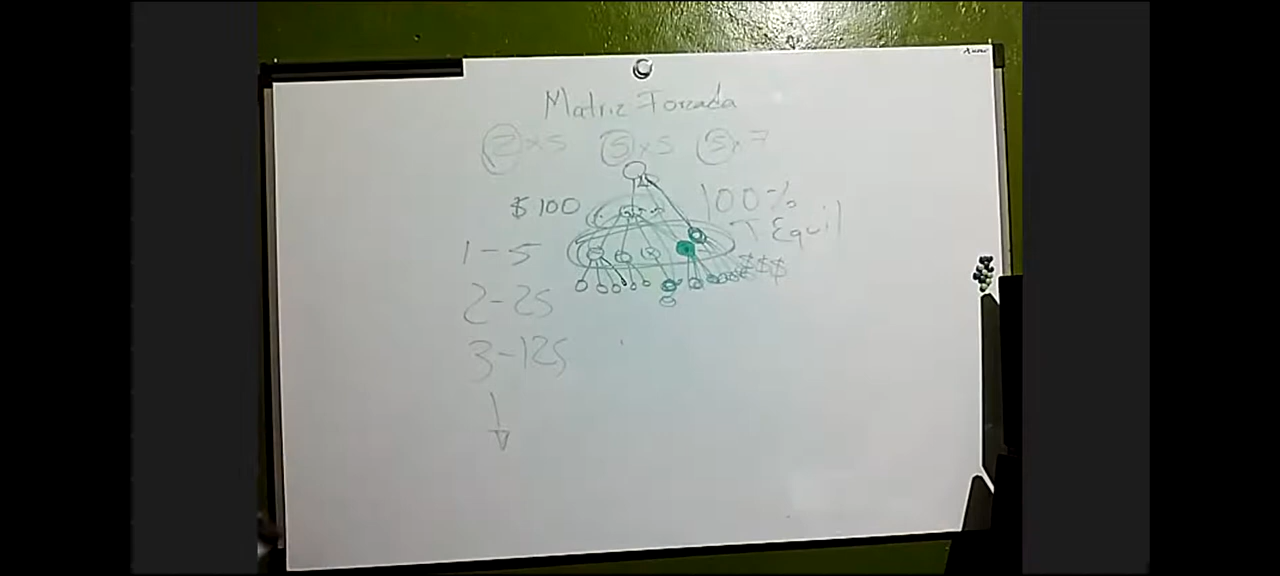 Matriz Forzada
2x5 5x5 5x7
$100
100%
T Equil
1-5
$$$
2-25
3-125